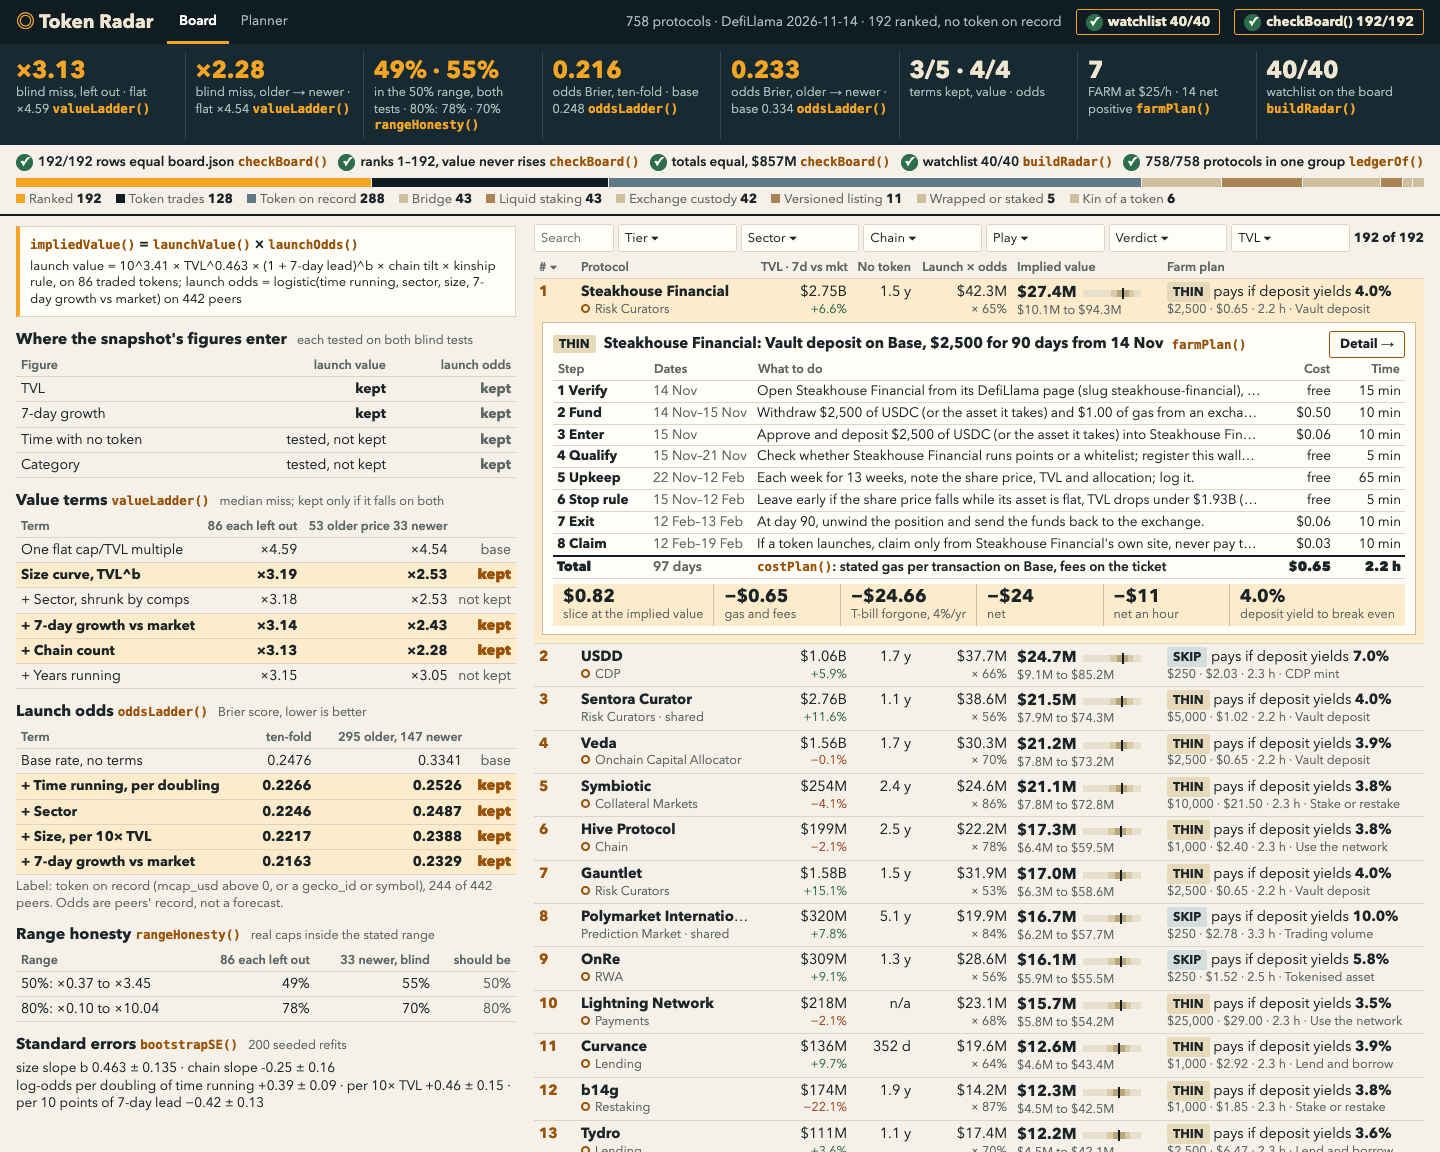 Token Radar Board Planner 758 protocols · DefiLlama 2026-11-14 · 192 ranked, no token on record watchlist 40/40 checkBoard() 192/192
×3.13 ×2.28 49% · 55% 0.216 0.233 3/5 · 4/4 7 40/40
blind miss, left out · flat ×4.59 valueLadder()
blind miss, older → newer · flat ×4.54 valueLadder()
in the 50% range, both tests · 80%: 78% · 70% rangeHonesty()
odds Brier, ten-fold · base 0.248 oddsLadder()
odds Brier, older → newer · base 0.334 oddsLadder()
terms kept, value · odds
FARM at $25/h · 14 net positive farmPlan()
watchlist on the board buildRadar()
192/192 rows equal board.json checkBoard() ranks 1–192, value never rises checkBoard() totals equal, $857M checkBoard() watchlist 40/40 buildRadar() 758/758 protocols in one group ledgerOf()
Ranked 192 Token trades 128 Token on record 288 Bridge 43 Liquid staking 43 Exchange custody 42 Versioned listing 11 Wrapped or staked 5 Kin of a token 6
impliedValue() = launchValue() × launchOdds()
launch value = 10^3.41 × TVL^0.463 × (1 + 7-day lead)^b × chain tilt × kinship
rule, on 86 traded tokens; launch odds = logistic(time running, sector, size, 7-
day growth vs market) on 442 peers
Where the snapshot's figures enter each tested on both blind tests
Figure launch value launch odds
TVL kept kept
7-day growth kept kept
Time with no token tested, not kept kept
Category tested, not kept kept
Value terms valueLadder() median miss; kept only if it falls on both
Term 86 each left out 53 older price 33 newer
One flat cap/TVL multiple ×4.59 ×4.54 base
Size curve, TVL^b ×3.19 ×2.53 kept
+ Sector, shrunk by comps ×3.18 ×2.53 not kept
+ 7-day growth vs market ×3.14 ×2.43 kept
+ Chain count ×3.13 ×2.28 kept
+ Years running ×3.15 ×3.05 not kept
Launch odds oddsLadder() Brier score, lower is better
Term ten-fold 295 older, 147 newer
Base rate, no terms 0.2476 0.3341 base
+ Time running, per doubling 0.2266 0.2526 kept
+ Sector 0.2246 0.2487 kept
+ Size, per 10× TVL 0.2217 0.2388 kept
+ 7-day growth vs market 0.2163 0.2329 kept
Label: token on record (mcap_usd above 0, or a gecko_id or symbol), 244 of 442
peers. Odds are peers' record, not a forecast.
Range honesty rangeHonesty() real caps inside the stated range
Range 86 each left out 33 newer, blind should be
50%: ×0.37 to ×3.45 49% 55% 50%
80%: ×0.10 to ×10.04 78% 70% 80%
Standard errors bootstrapSE() 200 seeded refits
size slope b 0.463 ± 0.135 · chain slope -0.25 ± 0.16
log-odds per doubling of time running +0.39 ± 0.09 · per 10× TVL +0.46 ± 0.15 ·
per 10 points of 7-day lead −0.42 ± 0.13
Search Tier Sector Chain Play Verdict TVL 192 of 192
# Protocol TVL · 7d vs mkt No token Launch × odds Implied value Farm plan
1 Steakhouse Financial $2.75B 1.5 y $42.3M $27.4M THIN pays if deposit yields 4.0%
Risk Curators +6.6% × 65% $10.1M to $94.3M $2,500 · $0.65 · 2.2 h · Vault deposit
THIN Steakhouse Financial: Vault deposit on Base, $2,500 for 90 days from 14 Nov farmPlan() Detail →
Step Dates What to do Cost Time
1 Verify 14 Nov Open Steakhouse Financial from its DefiLlama page (slug steakhouse-financial), … free 15 min
2 Fund 14 Nov–15 Nov Withdraw $2,500 of USDC (or the asset it takes) and $1.00 of gas from an excha… $0.50 10 min
3 Enter 15 Nov Approve and deposit $2,500 of USDC (or the asset it takes) into Steakhouse Fin… $0.06 10 min
4 Qualify 15 Nov–21 Nov Check whether Steakhouse Financial runs points or a whitelist; register this wall… free 5 min
5 Upkeep 22 Nov–12 Feb Each week for 13 weeks, note the share price, TVL and allocation; log it. free 65 min
6 Stop rule 15 Nov–12 Feb Leave early if the share price falls while its asset is flat, TVL drops under $1.93B (… free 5 min
7 Exit 12 Feb–13 Feb At day 90, unwind the position and send the funds back to the exchange. $0.06 10 min
8 Claim 12 Feb–19 Feb If a token launches, claim only from Steakhouse Financial's own site, never pay t… $0.03 10 min
Total 97 days costPlan(): stated gas per transaction on Base, fees on the ticket $0.65 2.2 h
$0.82 −$0.65 −$24.66 −$24 −$11 4.0%
slice at the implied value gas and fees T-bill forgone, 4%/yr net net an hour deposit yield to break even
2 USDD $1.06B 1.7 y $37.7M $24.7M SKIP pays if deposit yields 7.0%
CDP +5.9% × 66% $9.1M to $85.2M $250 · $2.03 · 2.3 h · CDP mint
3 Sentora Curator $2.76B 1.1 y $38.6M $21.5M THIN pays if deposit yields 4.0%
Risk Curators · shared +11.6% × 56% $7.9M to $74.3M $5,000 · $1.02 · 2.2 h · Vault deposit
4 Veda $1.56B 1.7 y $30.3M $21.2M THIN pays if deposit yields 3.9%
Onchain Capital Allocator −0.1% × 70% $7.8M to $73.2M $2,500 · $0.65 · 2.2 h · Vault deposit
5 Symbiotic $254M 2.4 y $24.6M $21.1M THIN pays if deposit yields 3.8%
Collateral Markets −4.1% × 86% $7.8M to $72.8M $10,000 · $21.50 · 2.3 h · Stake or restake
6 Hive Protocol $199M 2.5 y $22.2M $17.3M THIN pays if deposit yields 3.8%
Chain −2.1% × 78% $6.4M to $59.5M $1,000 · $2.40 · 2.3 h · Use the network
7 Gauntlet $1.58B 1.5 y $31.9M $17.0M THIN pays if deposit yields 4.0%
Risk Curators +15.1% × 53% $6.3M to $58.6M $2,500 · $0.65 · 2.2 h · Vault deposit
8 Polymarket Internatio… $320M 5.1 y $19.9M $16.7M SKIP pays if deposit yields 10.0%
Prediction Market · shared +7.8% × 84% $6.2M to $57.7M $250 · $2.78 · 3.3 h · Trading volume
9 OnRe $309M 1.3 y $28.6M $16.1M SKIP pays if deposit yields 5.8%
RWA +9.1% × 56% $5.9M to $55.5M $250 · $1.52 · 2.5 h · Tokenised asset
10 Lightning Network $218M n/a $23.1M $15.7M THIN pays if deposit yields 3.5%
Payments −2.1% × 68% $5.8M to $54.2M $25,000 · $29.00 · 2.3 h · Use the network
11 Curvance $136M 352 d $19.6M $12.6M THIN pays if deposit yields 3.9%
Lending +9.7% × 64% $4.6M to $43.4M $1,000 · $2.92 · 2.3 h · Lend and borrow
12 b14g $174M 1.9 y $14.2M $12.3M THIN pays if deposit yields 3.8%
Restaking −22.1% × 87% $4.5M to $42.5M $1,000 · $1.85 · 2.3 h · Stake or restake
13 Tydro $111M 1.1 y $17.4M $12.2M THIN pays if deposit yields 3.6%
Lending +3.6% × 70% $4.5M to $42.1M $2,500 · $6.47 · 2.3 h · Lend and borrow